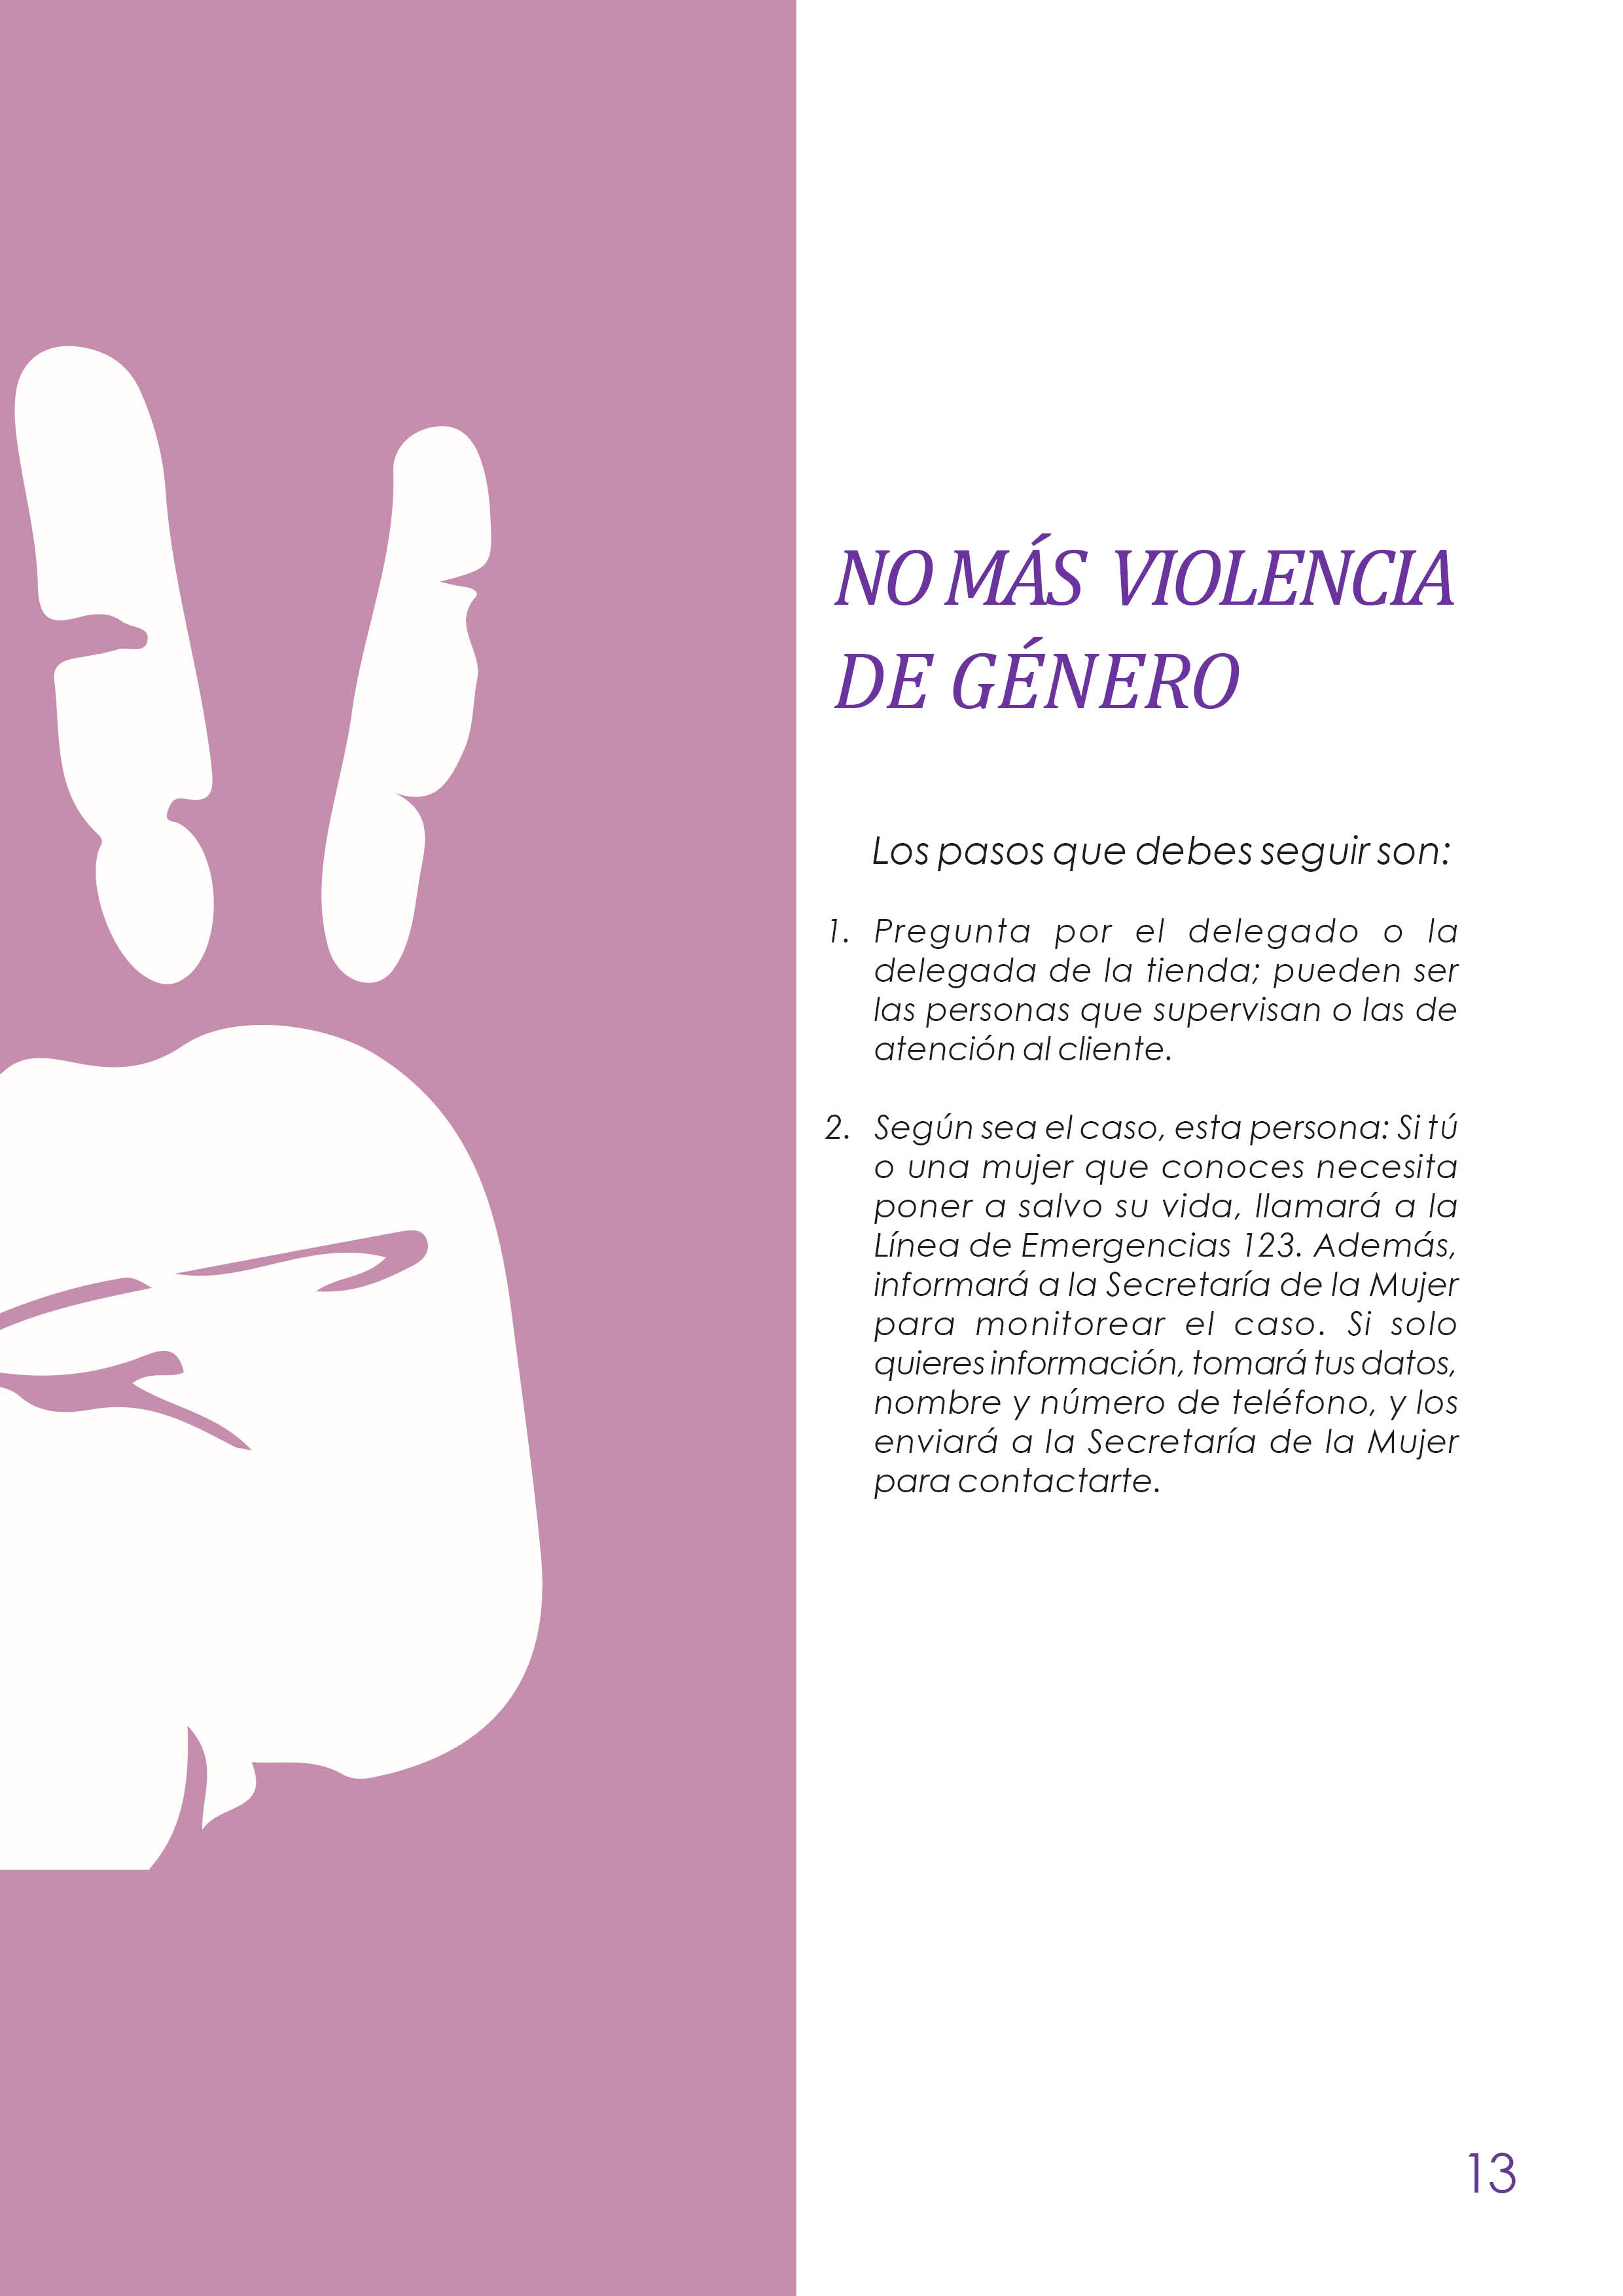 NO MÁS VIOLENCIA
DE GÉNERO
Los pasos que debes seguir son:
1. Pregunta por el delegado o la
delegada de la tienda; pueden ser
las personas que supervisan o las de
atención al cliente.
2. Según sea el caso, esta persona: Si tú
o una mujer que conoces necesita
poner a salvo su vida, llamará a la
Línea de Emergencias 123. Además,
informará a la Secretaría de la Mujer
para monitorear el caso. Si solo
quieres información, tomará tus datos,
nombre y número de teléfono, y los
enviará a la Secretaría de la Mujer
para contactarte.
13